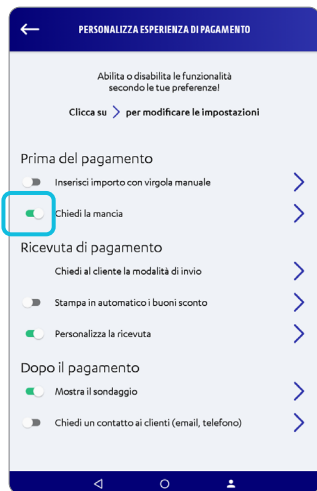 PERSONALIZZA ESPERIENZA DI PAGAMENTO
Abilita o disabilita le funzionalità
secondo le tue preferenze!
Clicca su > per modificare le impostazioni
Prima del pagamento
Inserisci importo con virgola manuale
Chiedi la mancia
Ricevuta di pagamento
Chiedi al cliente la modalità di invio
Stampa in automatico i buoni sconto
Personalizza la ricevuta
Dopo il pagamento
Mostra il sondaggio
Chiedi un contatto ai clienti (email, telefono)